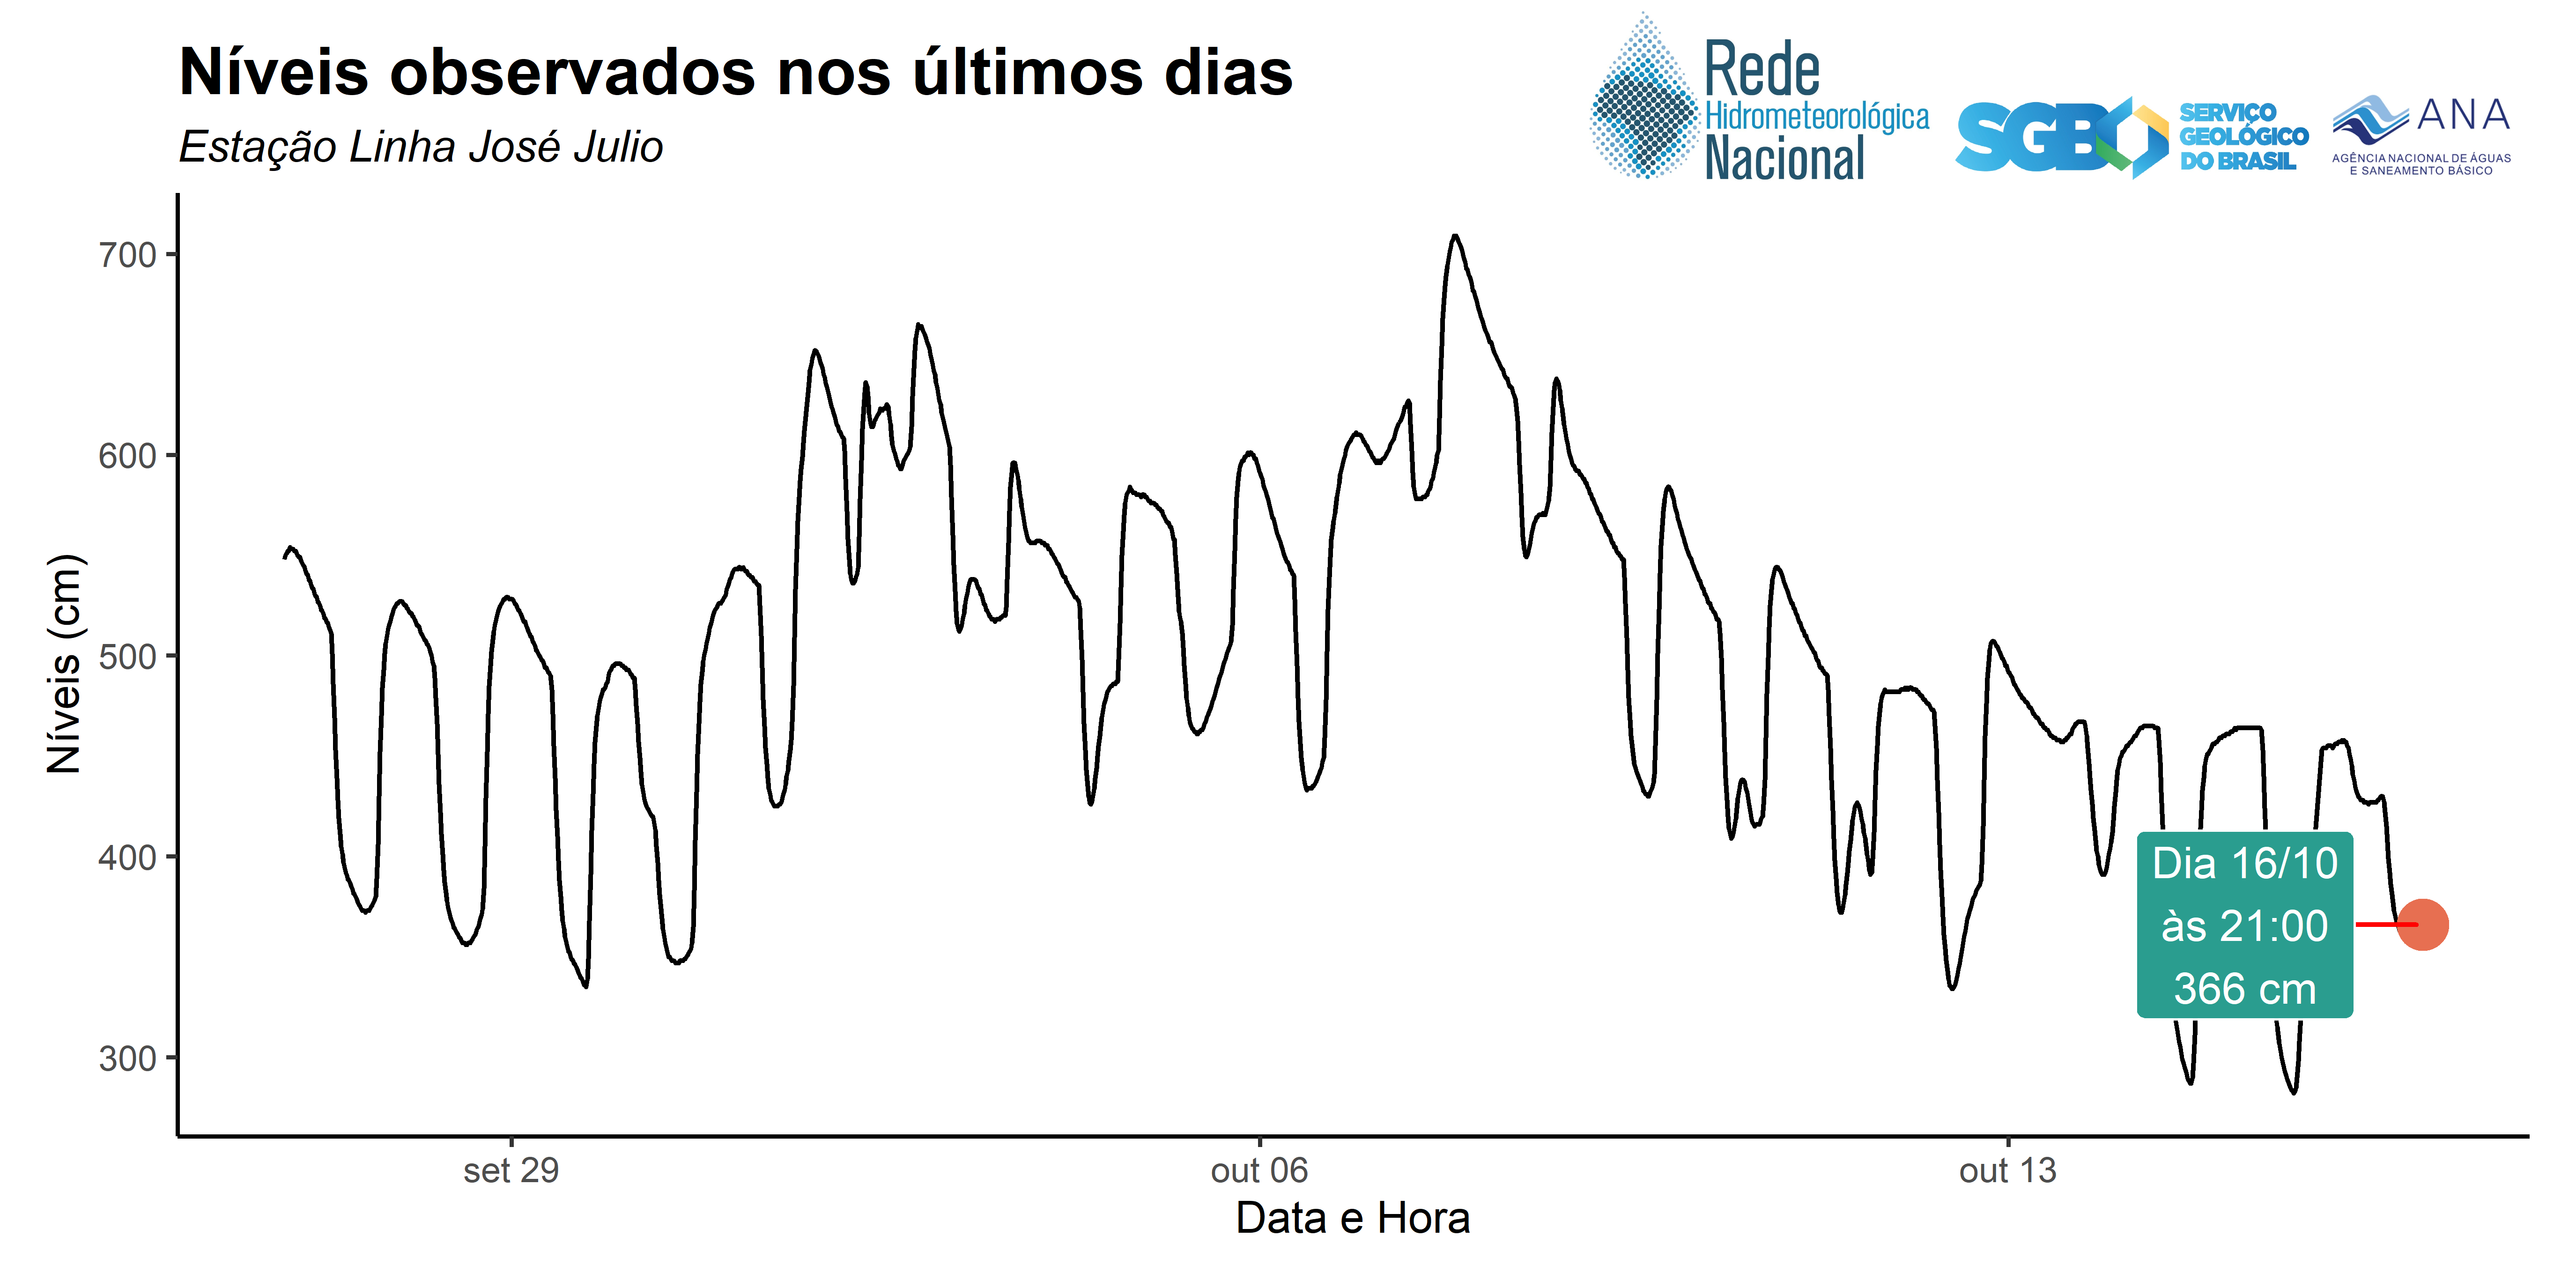 Níveis observados nos últimos dias
Estação Linha José Julio
Rede
Hidrometeorológica
Nacional
SGB
SERVIÇO
GEOLÓGICO
DO BRASIL
ANA
AGÊNCIA NACIONAL DE ÁGUAS
E SANEAMENTO BÁSICO
Níveis (cm)
700
600
500
400
300
Dia 16/10
às 21:00
366 cm
set 29
out 06
out 13
Data e Hora